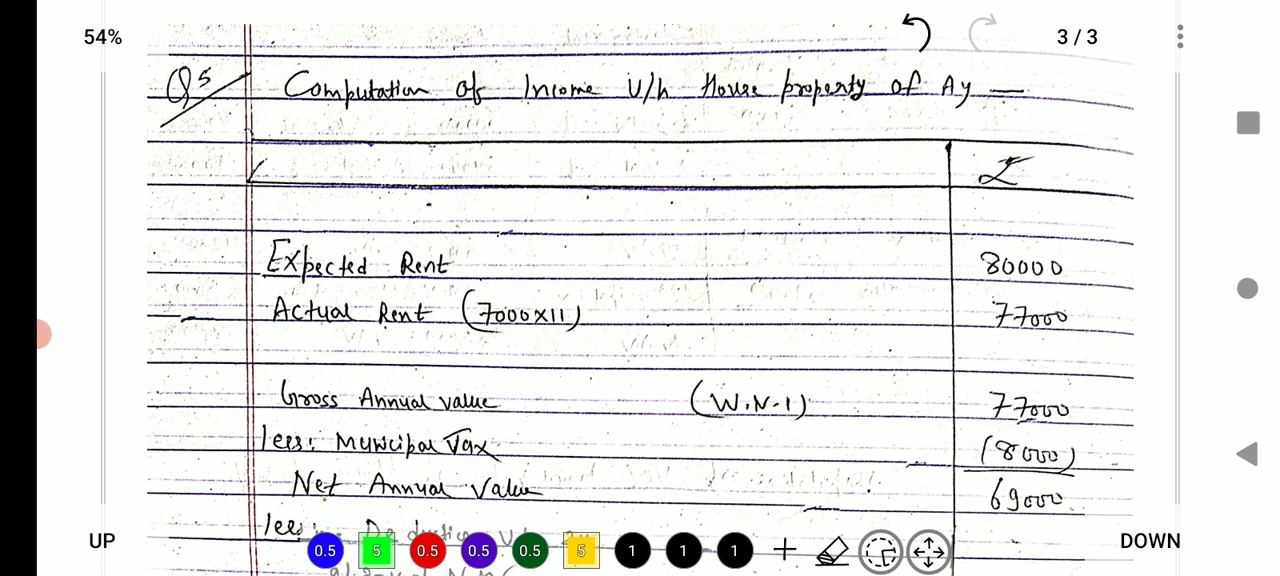 54%
3 / 3
Q5 Computation of Income U/h House property of Ay —
₹
Expected Rent 80000
Actual Rent (7000x11) 77000
Gross Annual value (W.N-1) 77000
less: Municipal Tax (8000)
Net Annual Value 69000
less:
UP
0.5 5 0.5 0.5 0.5 5 1 1 1
DOWN